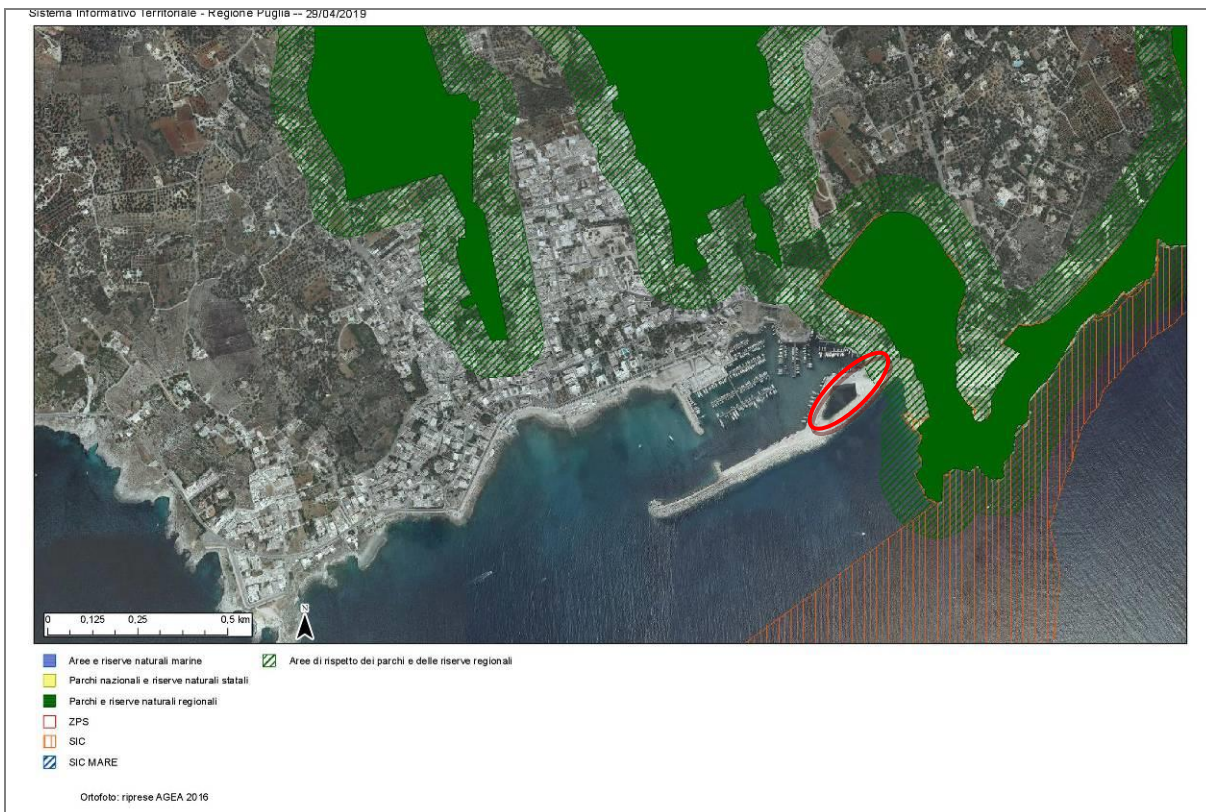 Sistema Informativo Territoriale - Regione Puglia -- 29/04/2019
0 0,125 0,25 0,5 km
N
Aree e riserve naturali marine
Aree di rispetto dei parchi e delle riserve regionali
Parchi nazionali e riserve naturali statali
Parchi e riserve naturali regionali
ZPS
SIC
SIC MARE
Ortofoto: riprese AGEA 2016